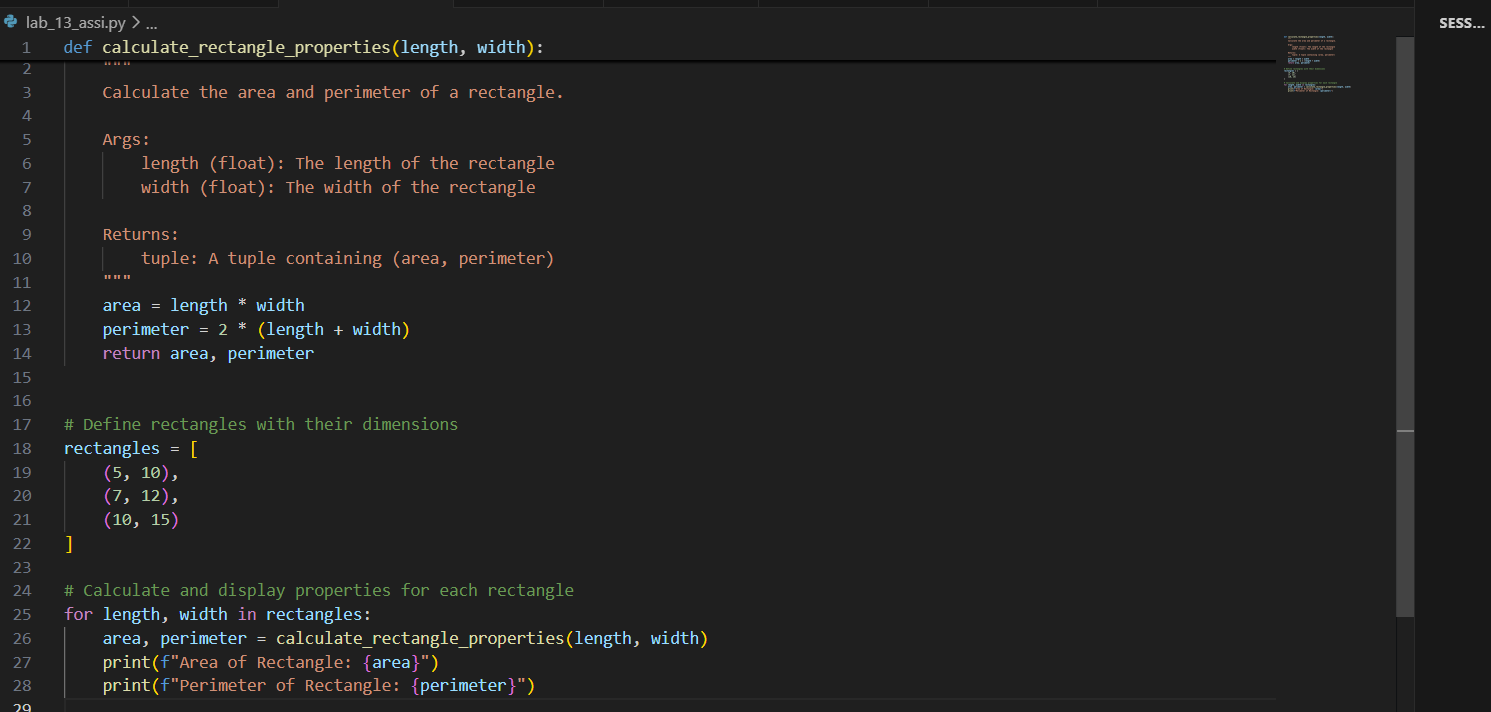 lab_13_assi.py > ...
SESS...
1 def calculate_rectangle_properties(length, width):
2     """
3     Calculate the area and perimeter of a rectangle.
4
5     Args:
6         length (float): The length of the rectangle
7         width (float): The width of the rectangle
8
9     Returns:
10         tuple: A tuple containing (area, perimeter)
11     """
12     area = length * width
13     perimeter = 2 * (length + width)
14     return area, perimeter
15
16
17 # Define rectangles with their dimensions
18 rectangles = [
19     (5, 10),
20     (7, 12),
21     (10, 15)
22 ]
23
24 # Calculate and display properties for each rectangle
25 for length, width in rectangles:
26     area, perimeter = calculate_rectangle_properties(length, width)
27     print(f"Area of Rectangle: {area}")
28     print(f"Perimeter of Rectangle: {perimeter}")
29